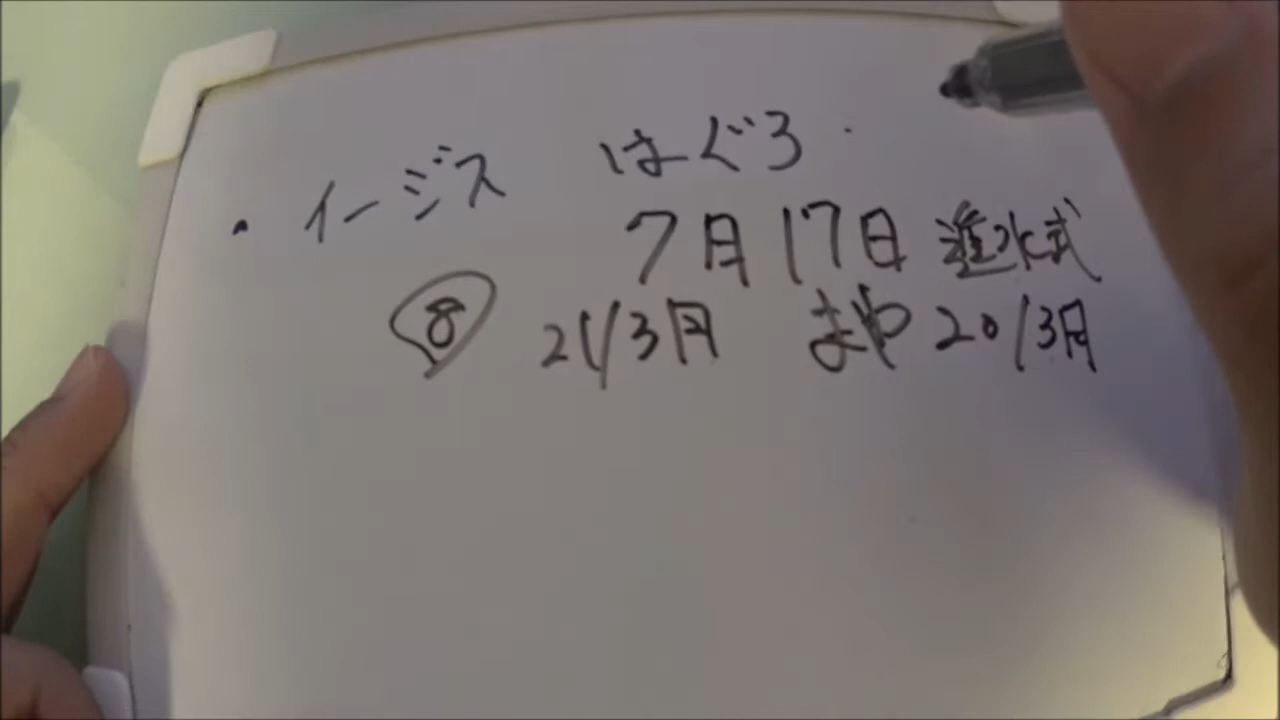 ・イージス はぐろ
7月17日 進水式
⑧ 21/3月 まや 20/3月